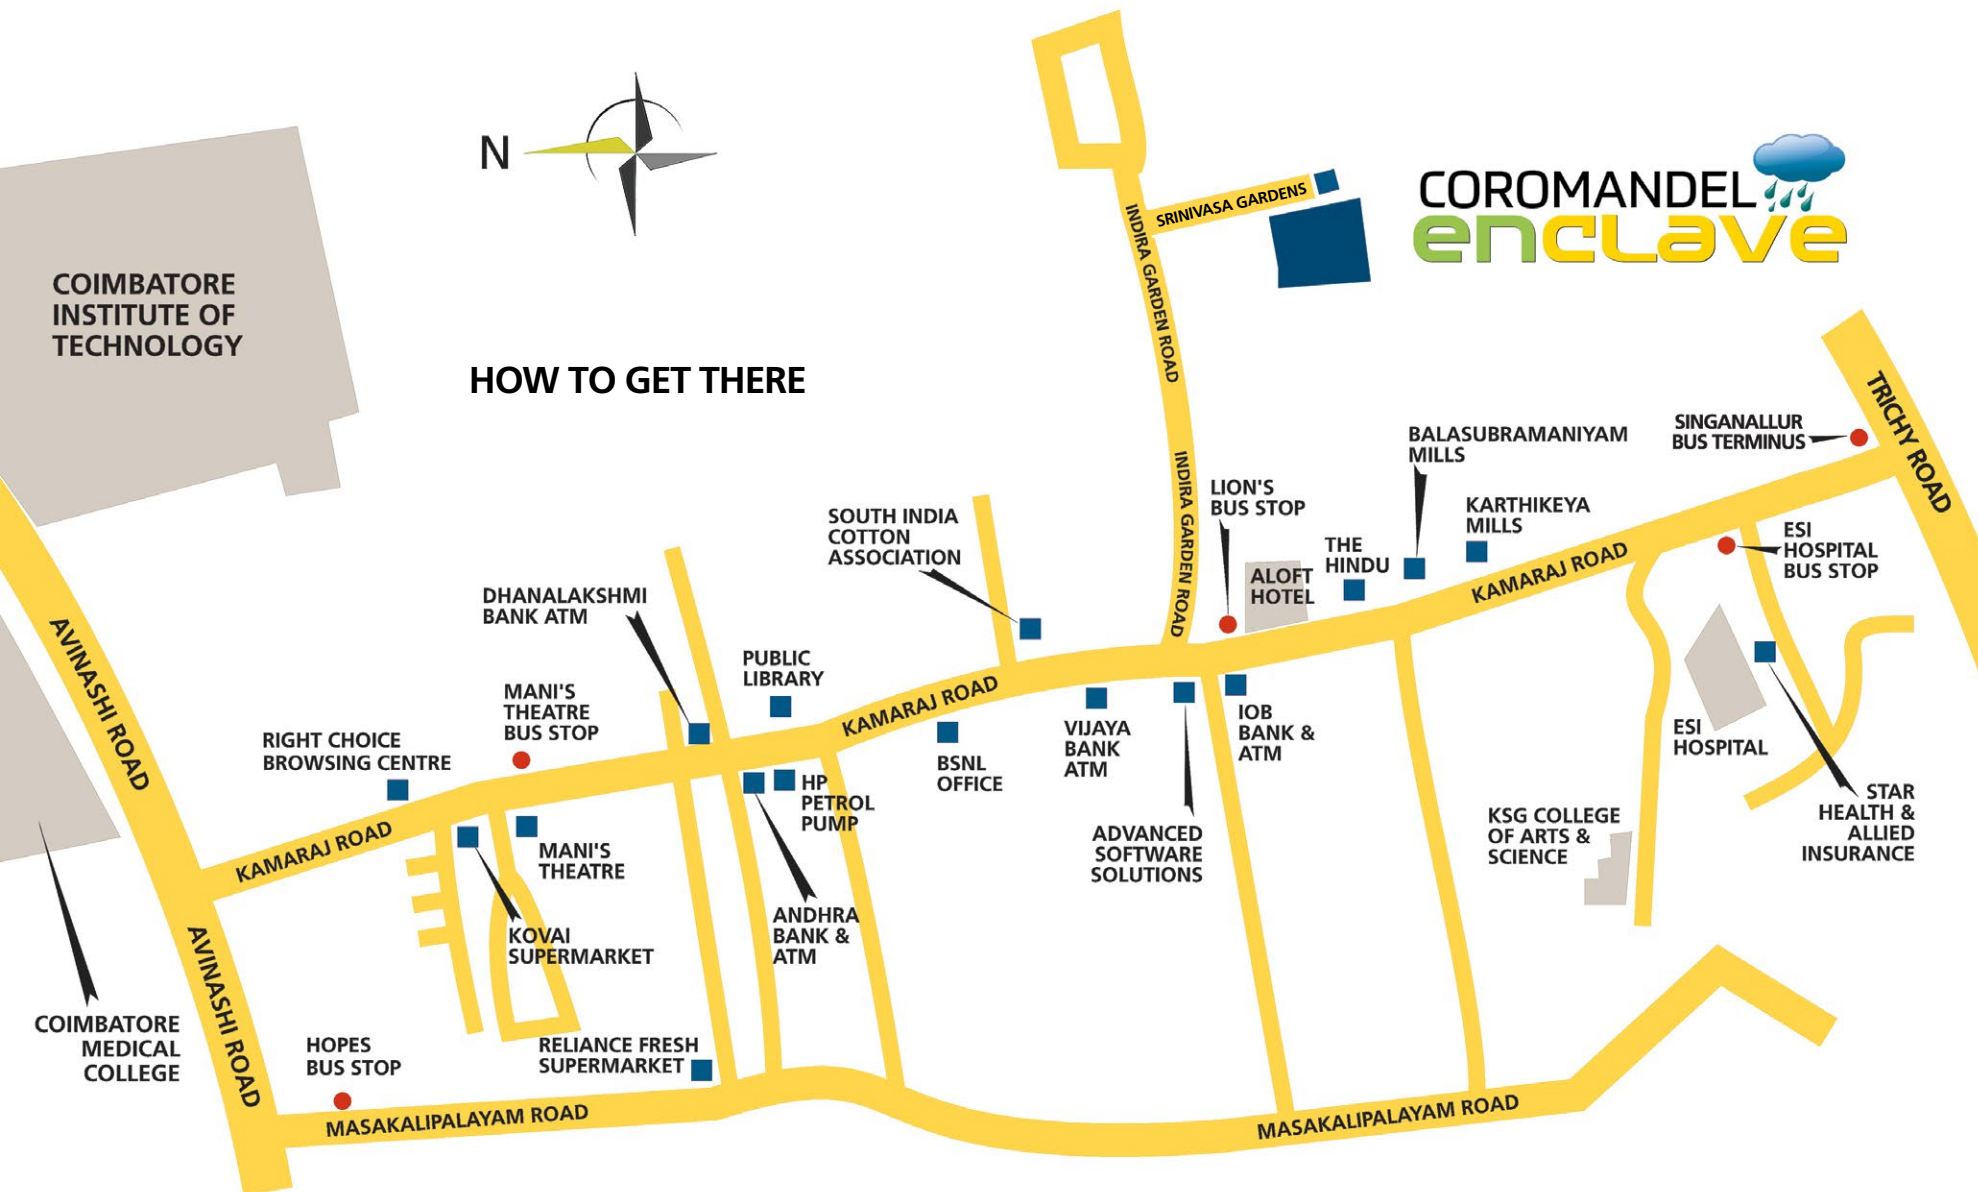 N
COROMANDEL
enclave
SRINIVASA GARDENS
INDIRA GARDEN ROAD
COIMBATORE
INSTITUTE OF
TECHNOLOGY
HOW TO GET THERE
TRICHY ROAD
SINGANALLUR
BUS TERMINUS
BALASUBRAMANIYAM
MILLS
INDIRA GARDEN ROAD
LION'S
BUS STOP
KARTHIKEYA
MILLS
SOUTH INDIA
COTTON
ASSOCIATION
THE
HINDU
ALOFT
HOTEL
ESI
HOSPITAL
BUS STOP
KAMARAJ ROAD
DHANALAKSHMI
BANK ATM
AVINASHI ROAD
PUBLIC
LIBRARY
MANI'S
THEATRE
BUS STOP
KAMARAJ ROAD
RIGHT CHOICE
BROWSING CENTRE
BSNL
OFFICE
VIJAYA
BANK
ATM
IOB
BANK &
ATM
ESI
HOSPITAL
HP
PETROL
PUMP
KAMARAJ ROAD
MANI'S
THEATRE
ADVANCED
SOFTWARE
SOLUTIONS
KSG COLLEGE
OF ARTS &
SCIENCE
STAR
HEALTH &
ALLIED
INSURANCE
ANDHRA
BANK &
ATM
KOVAI
SUPERMARKET
AVINASHI ROAD
COIMBATORE
MEDICAL
COLLEGE
HOPES
BUS STOP
RELIANCE FRESH
SUPERMARKET
MASAKALIPALAYAM ROAD
MASAKALIPALAYAM ROAD